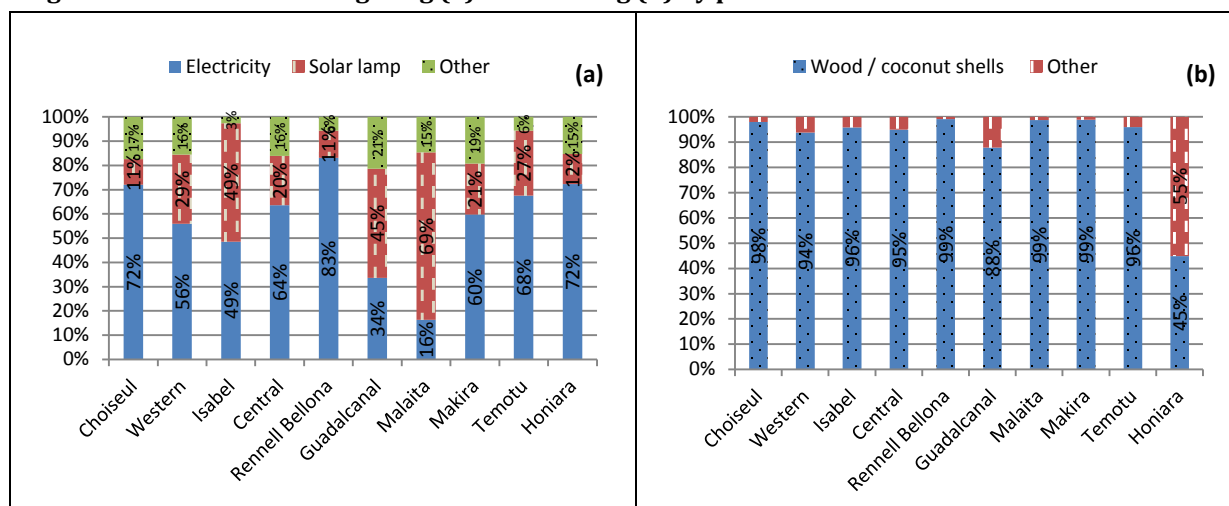 Electricity Solar lamp Other (a)
100%
90%
80%
70%
60%
50%
40%
30%
20%
10%
0%
17% 16% 3% 16% 6% 21% 15% 19% 6% 15%
11% 29% 49% 20% 11% 45% 69% 21% 27% 12%
72% 56% 49% 64% 83% 34% 16% 60% 68% 72%
Choiseul
Western
Isabel
Central
Rennell Bellona
Guadalcanal
Malaita
Makira
Temotu
Honiara
Wood / coconut shells Other (b)
100%
90%
80%
70%
60%
50%
40%
30%
20%
10%
0%
55%
98% 94% 96% 95% 99% 88% 99% 99% 96% 45%
Choiseul
Western
Isabel
Central
Rennell Bellona
Guadalcanal
Malaita
Makira
Temotu
Honiara